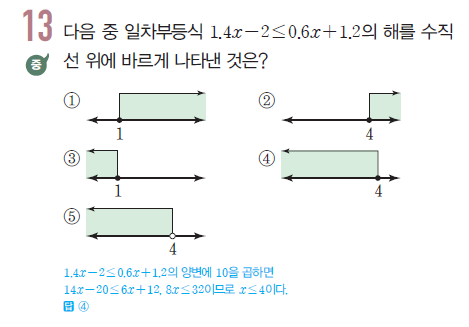 13 다음 중 일차부등식 1.4x-2≤0.6x+1.2의 해를 수직
중 선 위에 바르게 나타낸 것은?
① 1 ② 4
③ 1 ④ 4
⑤ 4
1.4x-2≤0.6x+1.2의 양변에 10을 곱하면
14x-20≤6x+12, 8x≤32이므로 x≤4이다.
답 ④